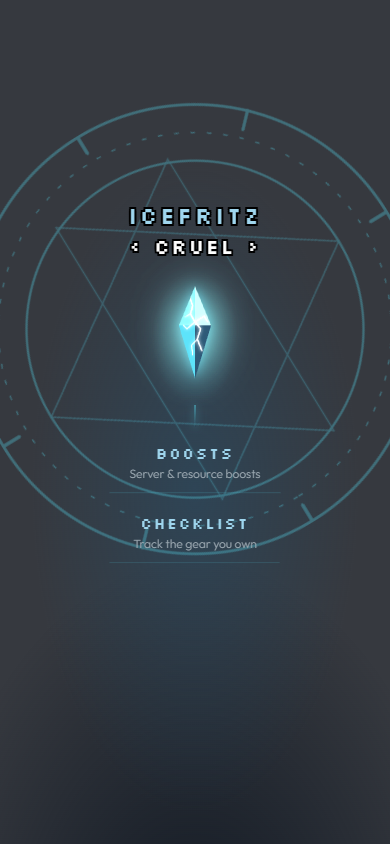 ICEFRITZ
‹ CRUEL ›
BOOSTS
Server & resource boosts
CHECKLIST
Track the gear you own